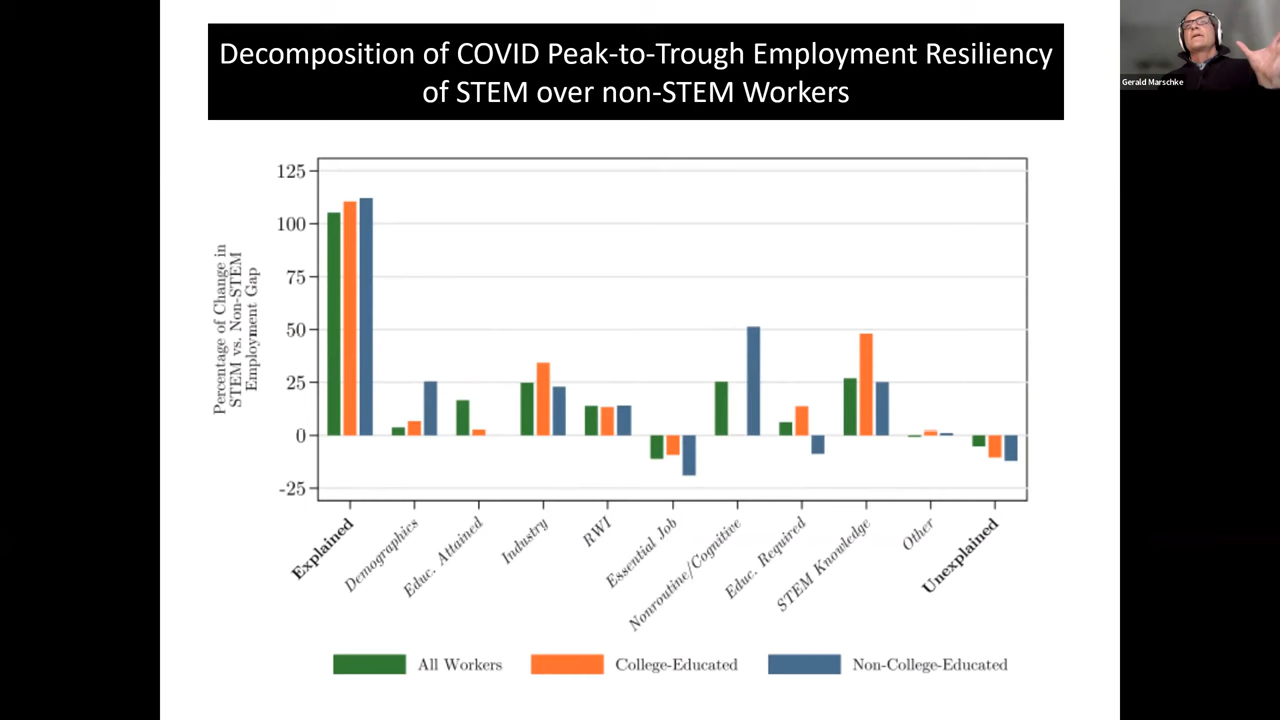 Decomposition of COVID Peak-to-Trough Employment Resiliency
of STEM over non-STEM Workers
Gerald Marschke
Percentage of Change in
STEM vs. Non-STEM
Employment Gap
125
100
75
50
25
0
-25
Explained
Demographics
Educ. Attained
Industry
RWI
Essential Job
Nonroutine/Cognitive
Educ. Required
STEM Knowledge
Other
Unexplained
All Workers
College-Educated
Non-College-Educated